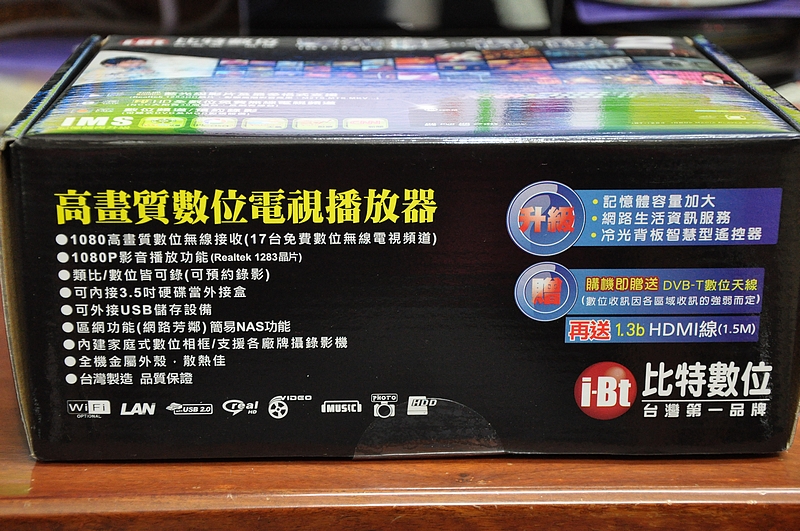 i-Bt 比特數位
iMS
高畫質數位電視播放器
●1080高畫質數位無線接收(17台免費數位無線電視頻道)
●1080P影音播放功能(Realtek 1283晶片)
●類比/數位皆可錄(可預約錄影)
●可內接3.5吋硬碟當外接盒
●可外接USB儲存設備
●區網功能(網路芳鄰)簡易NAS功能
●內建家庭式數位相框/支援各廠牌攝錄影機
●全機金屬外殼．散熱佳
●台灣製造 品質保證
WiFi OPTIONAL LAN USB 2.0 real HD VIDEO MUSIC PHOTO HDD
升級
・記憶體容量加大
・網路生活資訊服務
・冷光背板智慧型遙控器
贈
購機即贈送 DVB-T數位天線
(數位收訊因各區域收訊的強弱而定)
再送 1.3b HDMI線(1.5M)
i-Bt 比特數位
台灣第一品牌